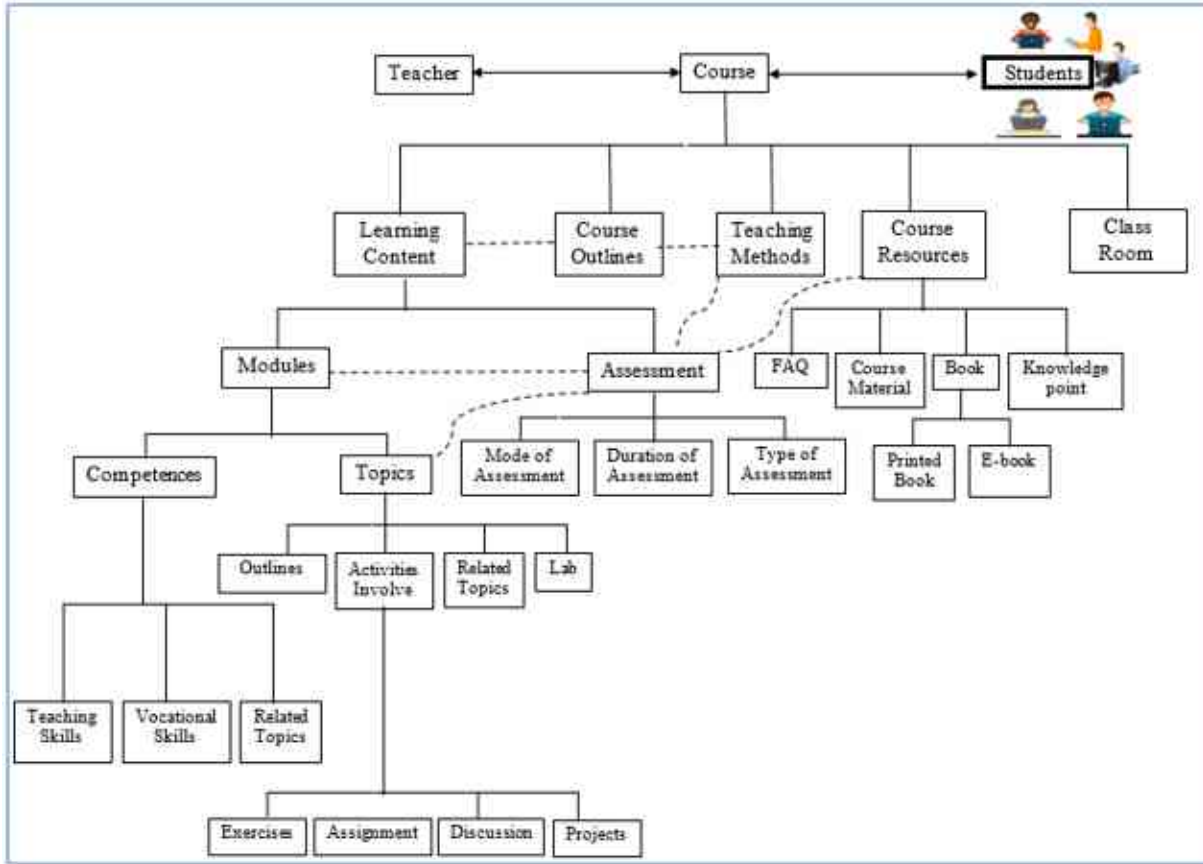 Teacher
Course
Students
Learning
Content
Course
Outlines
Teaching
Methods
Course
Resources
Class
Room
Modules
Assessment
FAQ
Course
Material
Book
Knowledge
point
Competences
Topics
Mode of
Assessment
Duration of
Assessment
Type of
Assessment
Printed
Book
E-book
Outlines
Activities
Involve
Related
Topics
Lab
Teaching
Skills
Vocational
Skills
Related
Topics
Exercises
Assignment
Discussion
Projects